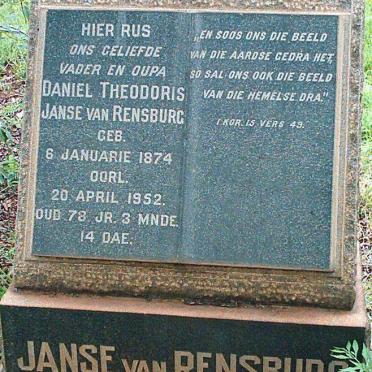 HIER RUS
ONS GELIEFDE
VADER EN OUPA
DANIEL THEODORIS
JANSE VAN RENSBURG
GEB.
6 JANUARIE 1874
OORL.
20 APRIL 1952.
OUD 78 JR. 3 MNDE.
14 DAE.
„EN SOOS ONS DIE BEELD
VAN DIE AARDSE GEDRA HET,
SO SAL ONS OOK DIE BEELD
VAN DIE HEMELSE DRA."
I KOR. 15 VERS 49.
JANSE VAN RENSBURG